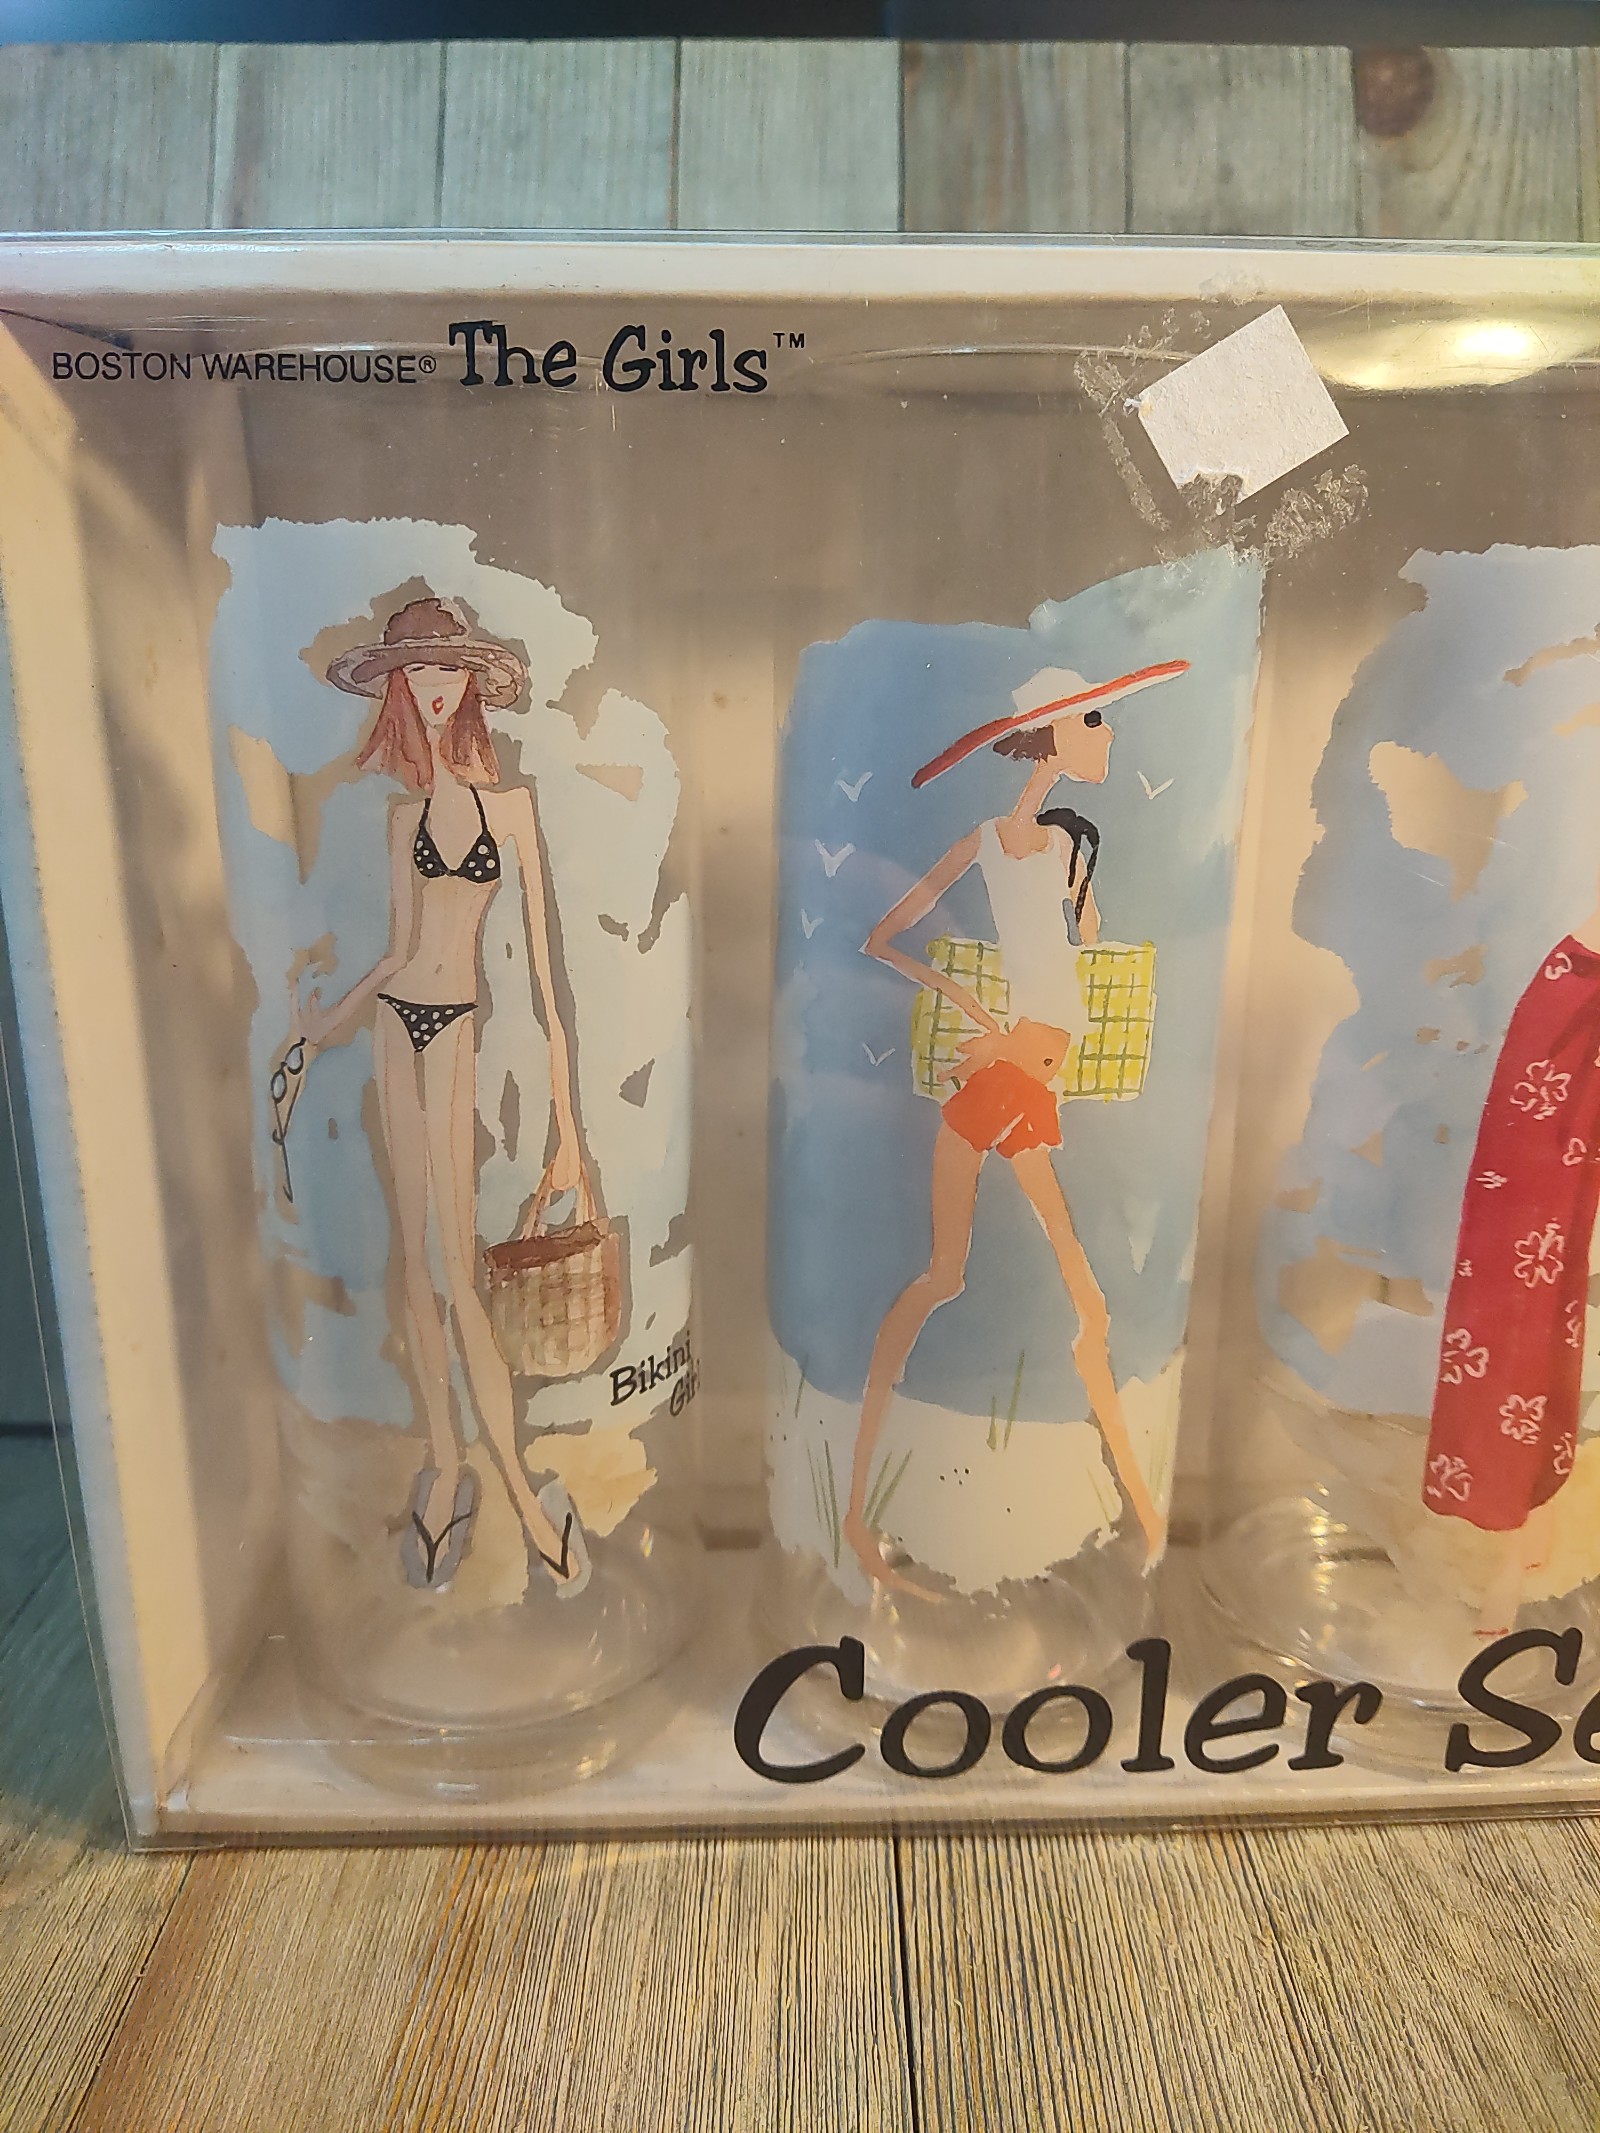 BOSTON WAREHOUSE® The Girls™
Bikini
Cooler